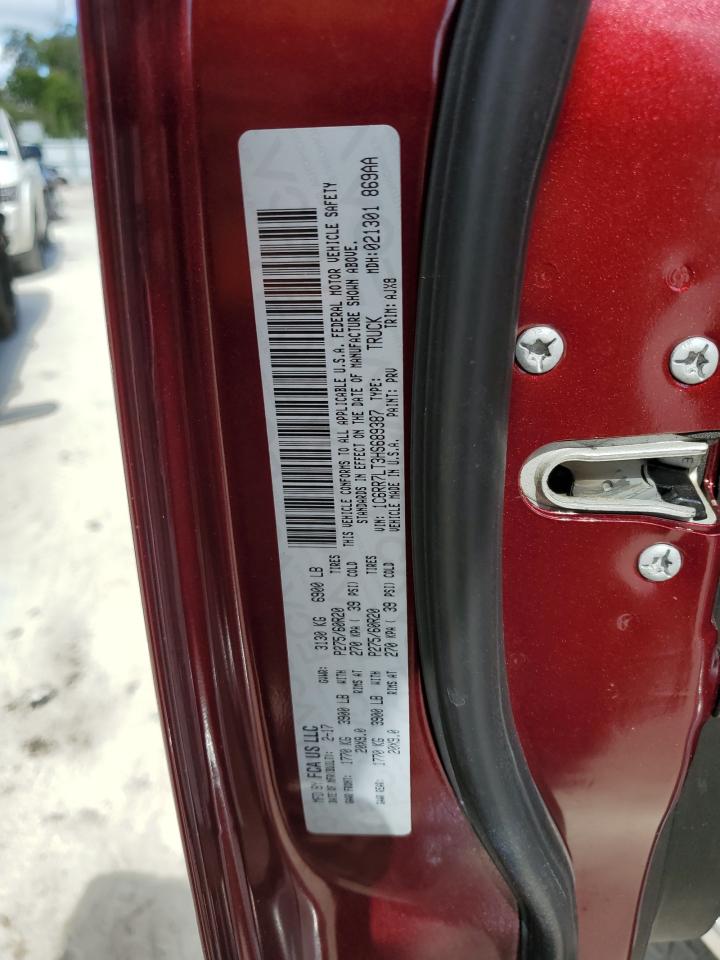 MFD BY: FCA US LLC
DATE OF MFR(BUILT): 2-17 GVWR: 3130 KG 6900 LB
GAWR FRONT: 1770 KG 3900 LB WITH P275/60R20 TIRES
20X9.0 RIMS AT 270 KPA ( 39 PSI) COLD
GAWR REAR: 1770 KG 3900 LB WITH P275/60R20 TIRES
20X9.0 RIMS AT 270 KPA ( 39 PSI) COLD
THIS VEHICLE CONFORMS TO ALL APPLICABLE U.S.A. FEDERAL MOTOR VEHICLE SAFETY
STANDARDS IN EFFECT ON THE DATE OF MANUFACTURE SHOWN ABOVE.
VIN: 1C6RR7LT3HS689387 TYPE: TRUCK MDH:021301 869AA
VEHICLE MADE IN U.S.A. PAINT: PRV TRIM: AJX8